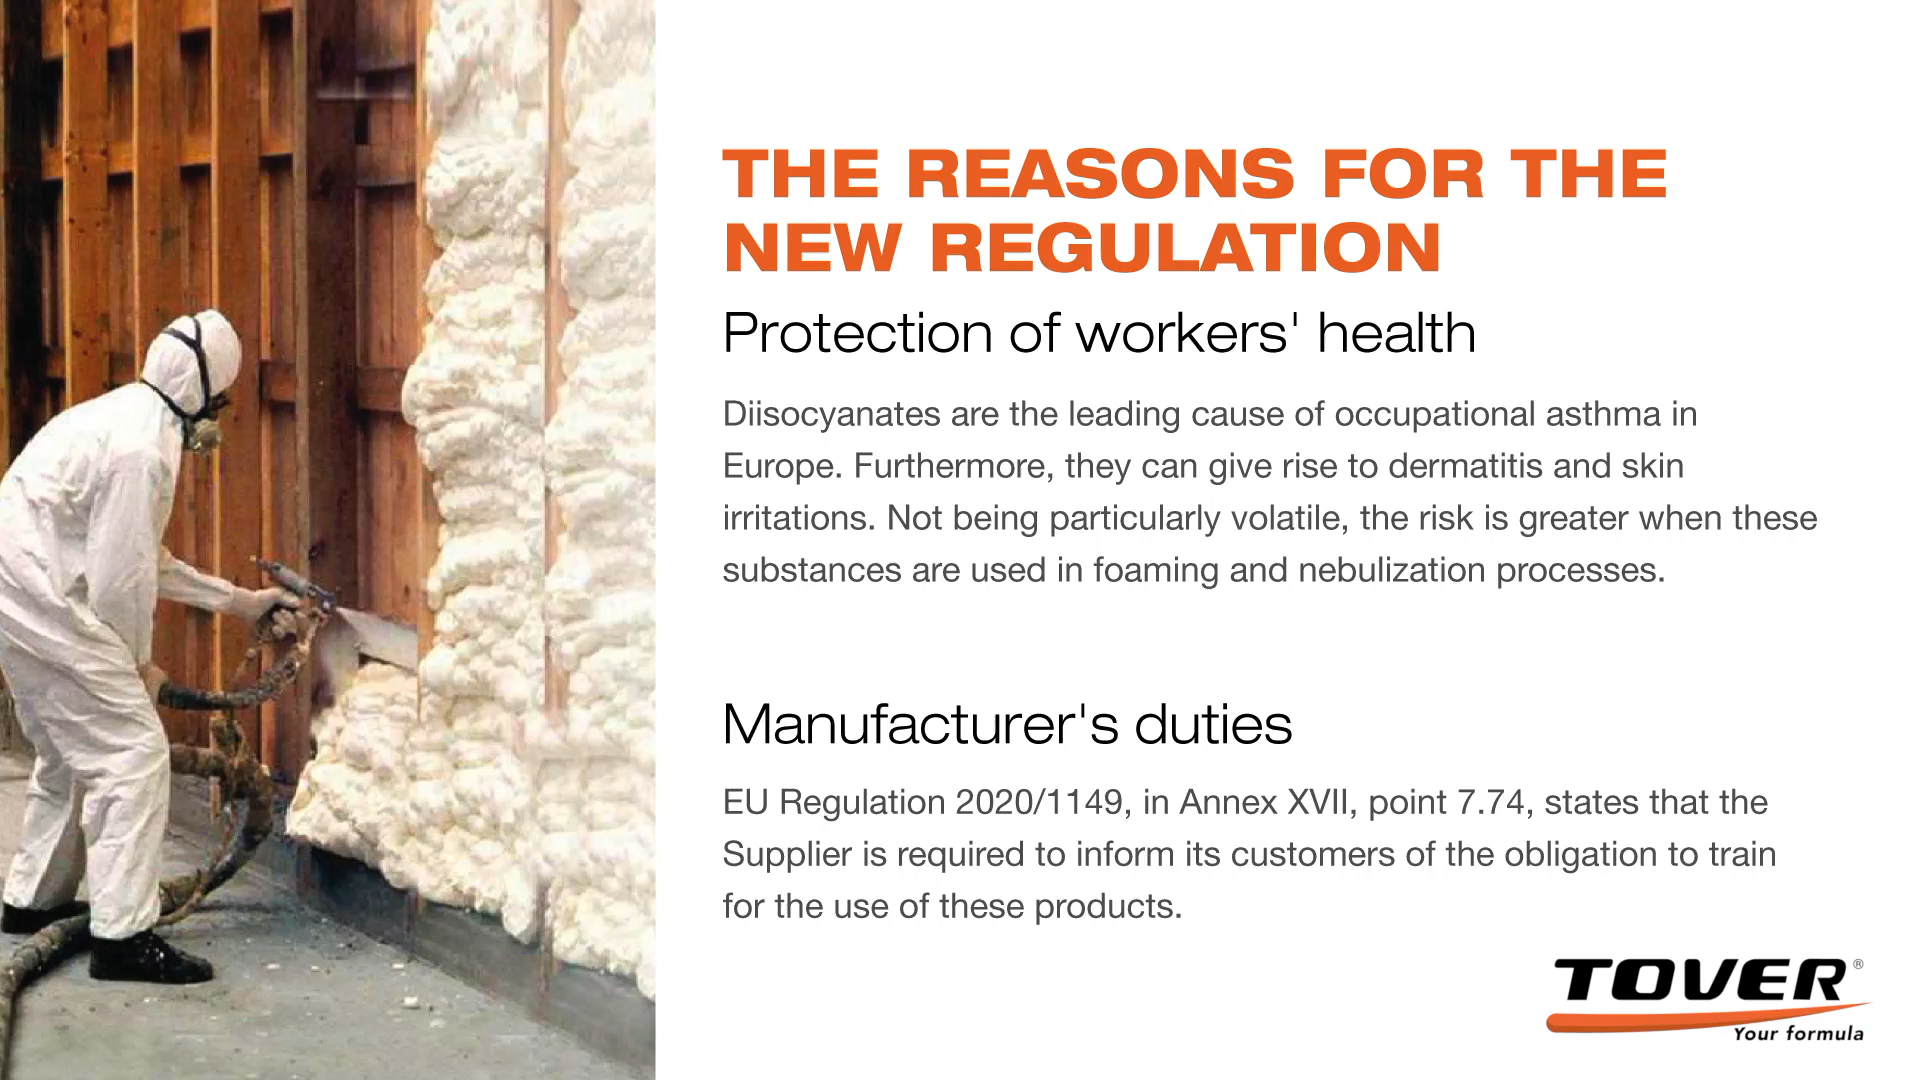 THE REASONS FOR THE
NEW REGULATION
Protection of workers' health
Diisocyanates are the leading cause of occupational asthma in
Europe. Furthermore, they can give rise to dermatitis and skin
irritations. Not being particularly volatile, the risk is greater when these
substances are used in foaming and nebulization processes.
Manufacturer's duties
EU Regulation 2020/1149, in Annex XVII, point 7.74, states that the
Supplier is required to inform its customers of the obligation to train
for the use of these products.
TOVER®
Your formula